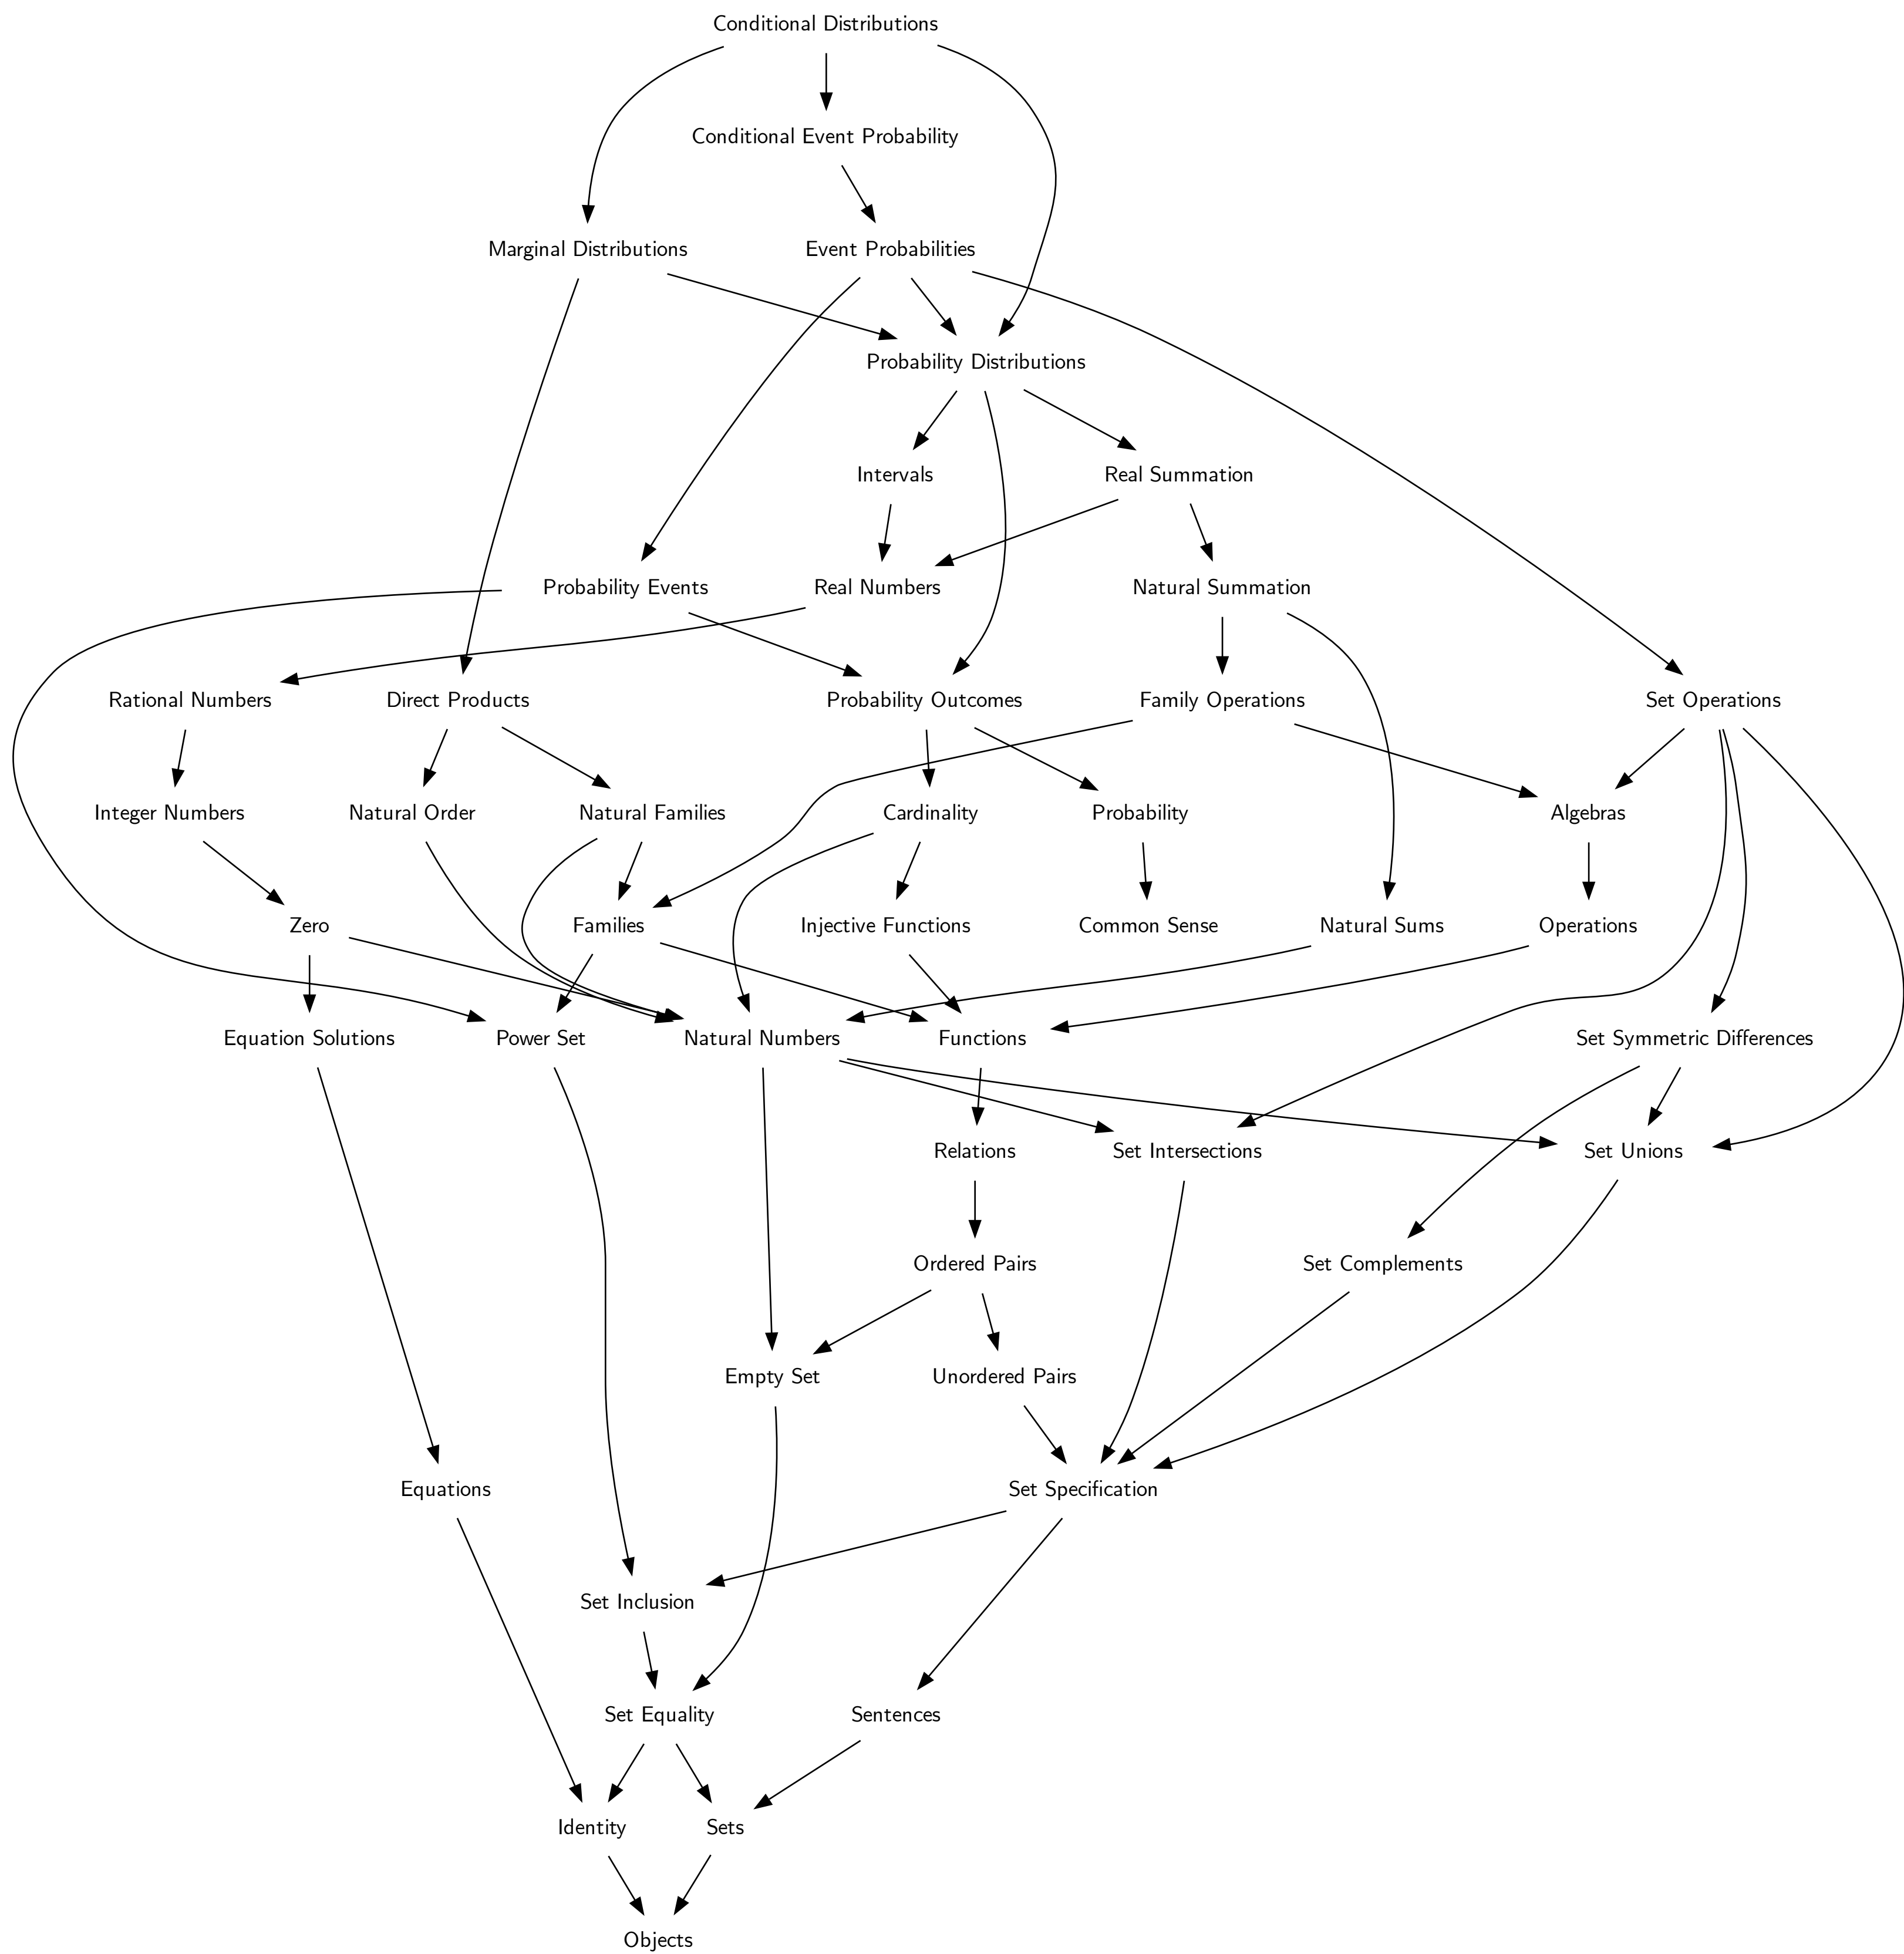 Conditional Distributions
Conditional Event Probability
Marginal Distributions
Event Probabilities
Probability Distributions
Intervals
Real Summation
Probability Events
Real Numbers
Natural Summation
Rational Numbers
Direct Products
Probability Outcomes
Family Operations
Set Operations
Integer Numbers
Natural Order
Natural Families
Cardinality
Probability
Algebras
Zero
Families
Injective Functions
Common Sense
Natural Sums
Operations
Equation Solutions
Power Set
Natural Numbers
Functions
Set Symmetric Differences
Relations
Set Intersections
Set Unions
Ordered Pairs
Set Complements
Empty Set
Unordered Pairs
Equations
Set Specification
Set Inclusion
Set Equality
Sentences
Identity
Sets
Objects